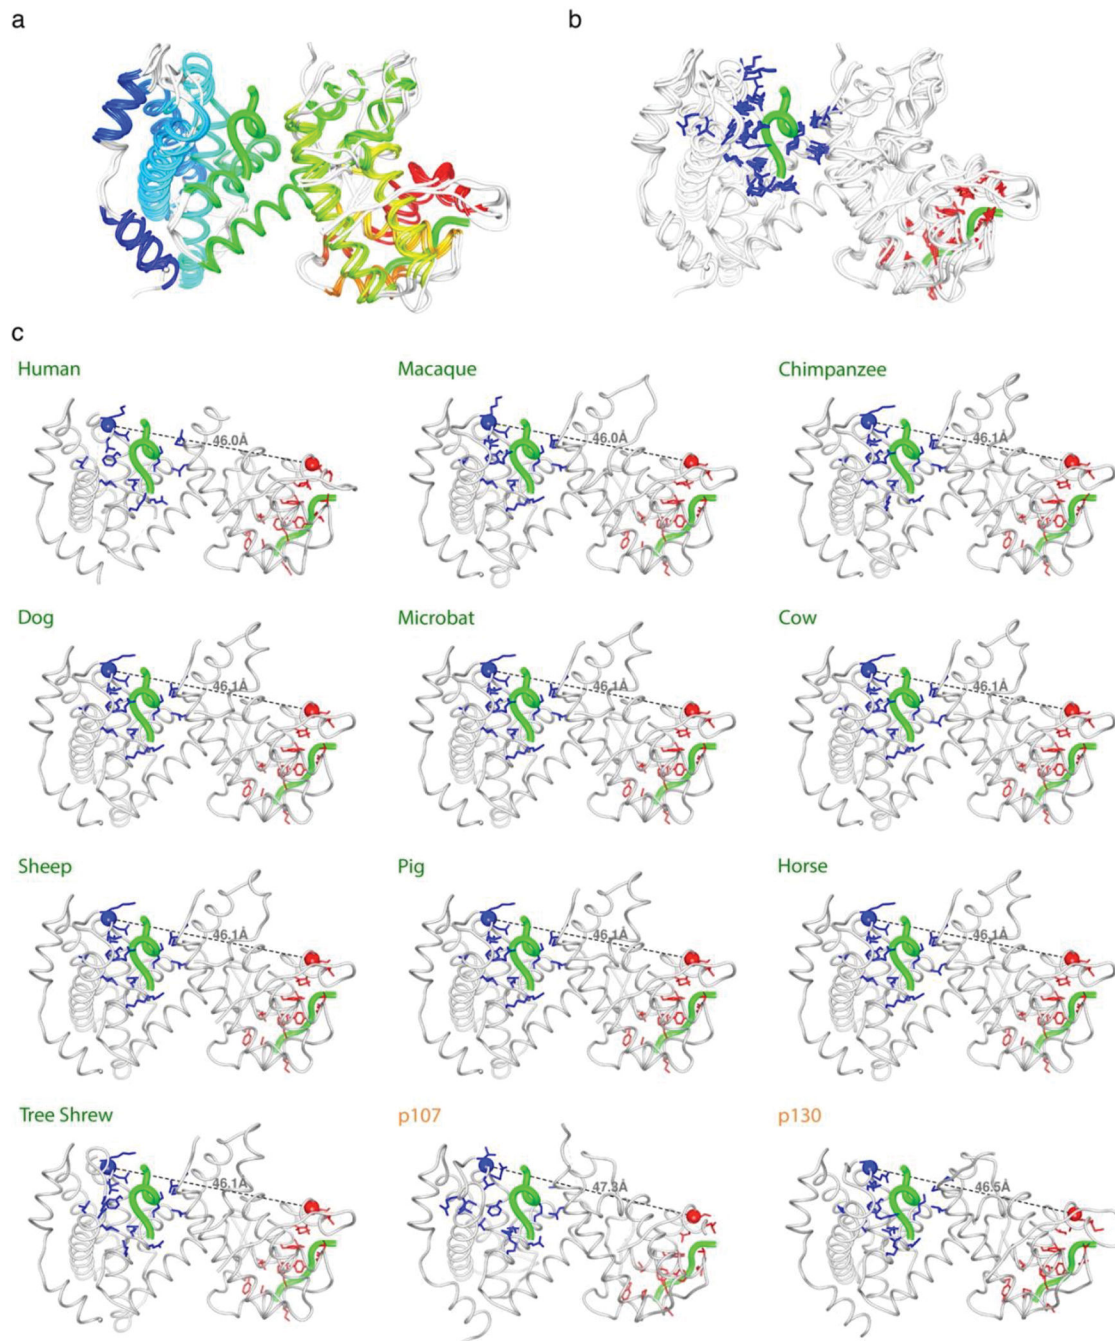 a b
c
Human Macaque Chimpanzee
46.0Å 46.0Å 46.1Å
Dog Microbat Cow
46.1Å 46.1Å 46.1Å
Sheep Pig Horse
46.1Å 46.1Å 46.1Å
Tree Shrew p107 p130
46.1Å 47.3Å 46.5Å